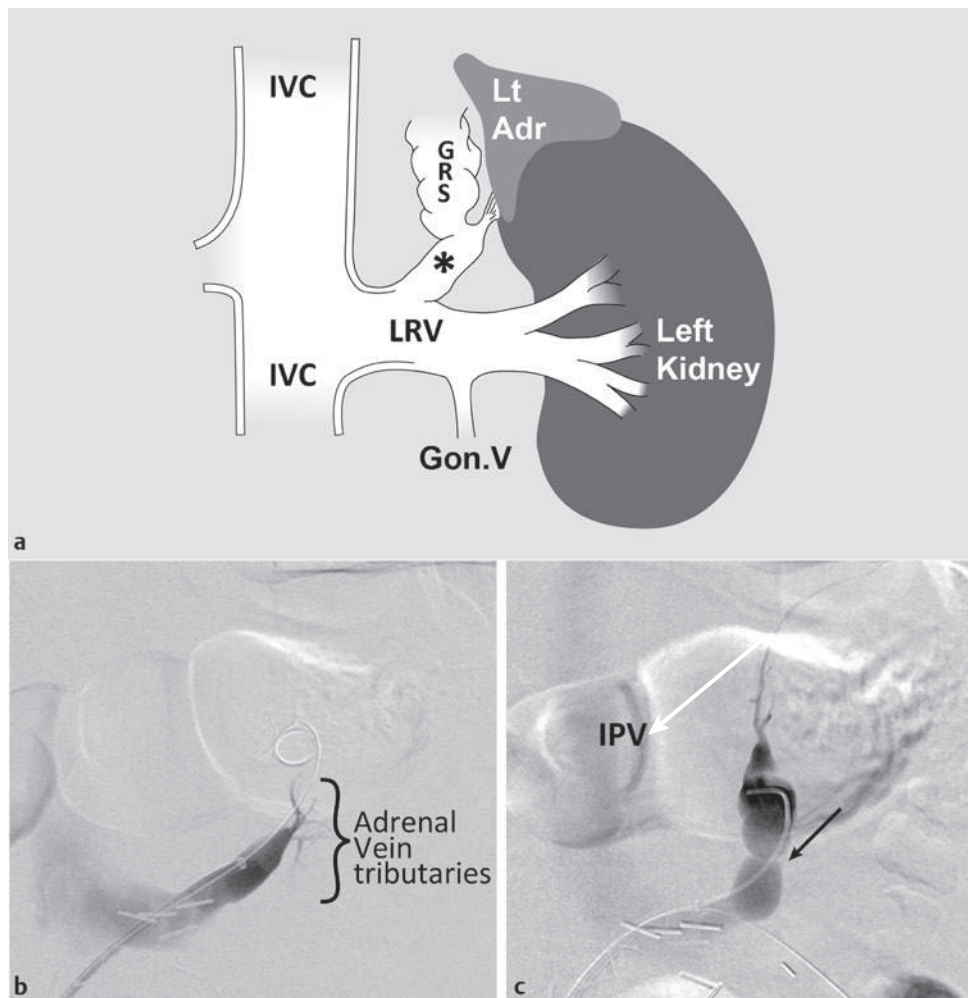 IVC
Lt
Adr
G
R
S
*
LRV
IVC
Left
Kidney
Gon.V
a
Adrenal
Vein
tributaries
b
IPV
c